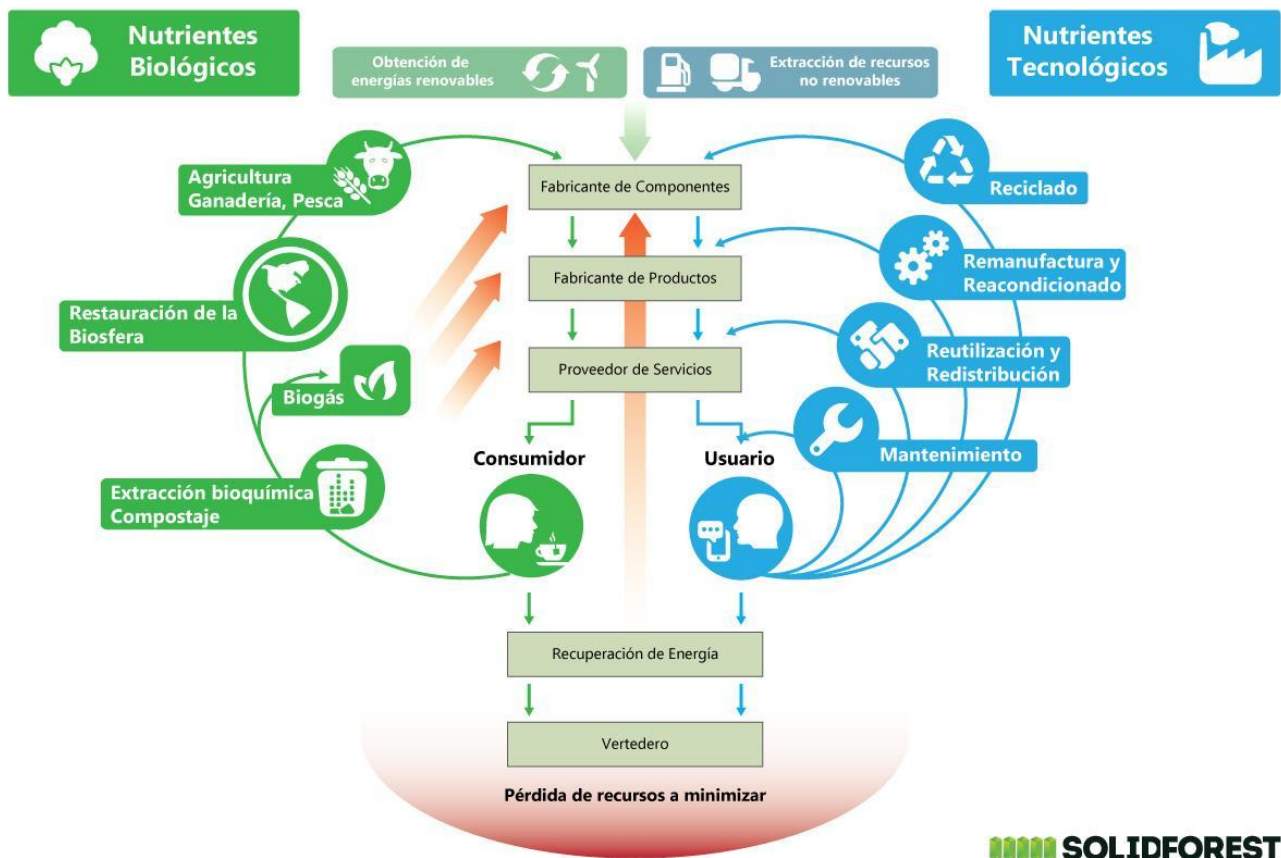 Nutrientes
Biológicos
Obtención de
energías renovables
Extracción de recursos
no renovables
Nutrientes
Tecnológicos
Agricultura
Ganadería, Pesca
Fabricante de Componentes
Reciclado
Fabricante de Productos
Remanufactura y
Reacondicionado
Restauración de la
Biosfera
Proveedor de Servicios
Reutilización y
Redistribución
Biogás
Consumidor
Usuario
Mantenimiento
Extracción bioquímica
Compostaje
Recuperación de Energía
Vertedero
Pérdida de recursos a minimizar
SOLIDFOREST